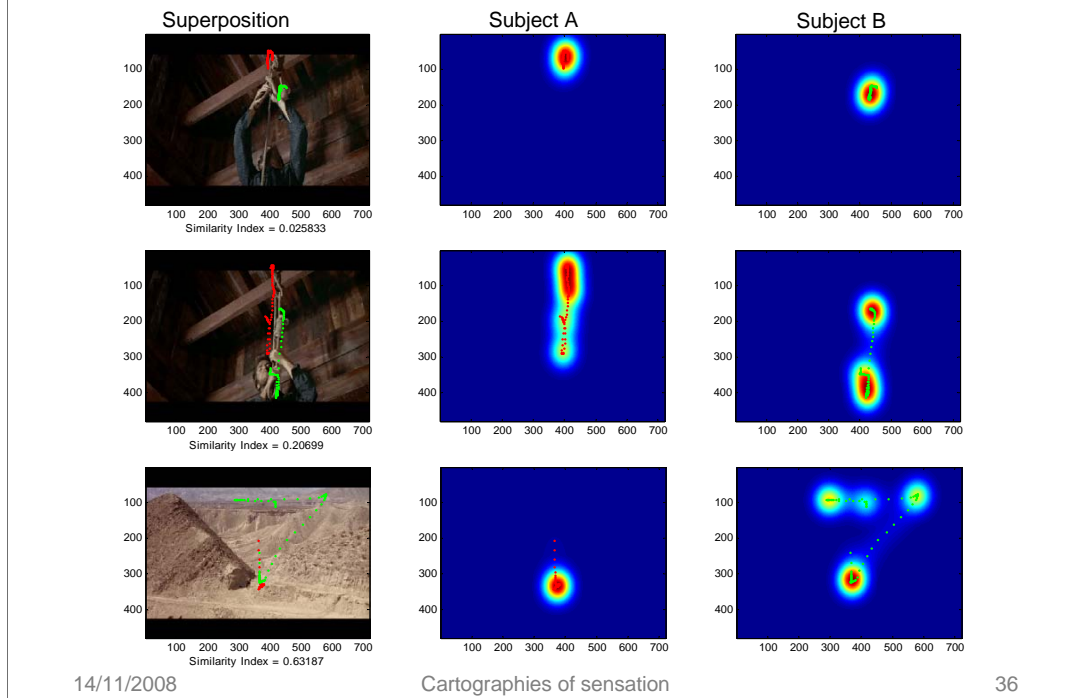 Superposition Subject A Subject B
100 100 100
200 200 200
300 300 300
400 400 400
100 200 300 400 500 600 700 100 200 300 400 500 600 700 100 200 300 400 500 600 700
Similarity Index = 0.025833
100 100 100
200 200 200
300 300 300
400 400 400
100 200 300 400 500 600 700 100 200 300 400 500 600 700 100 200 300 400 500 600 700
Similarity Index = 0.20699
100 100 100
200 200 200
300 300 300
400 400 400
100 200 300 400 500 600 700 100 200 300 400 500 600 700 100 200 300 400 500 600 700
Similarity Index = 0.63187
14/11/2008 Cartographies of sensation 36